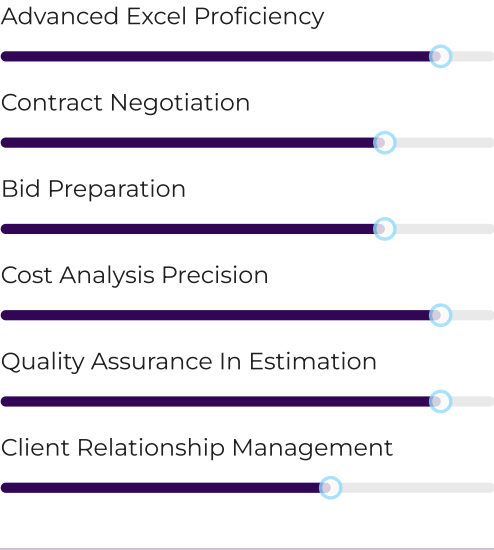 Advanced Excel Proficiency
Contract Negotiation
Bid Preparation
Cost Analysis Precision
Quality Assurance In Estimation
Client Relationship Management